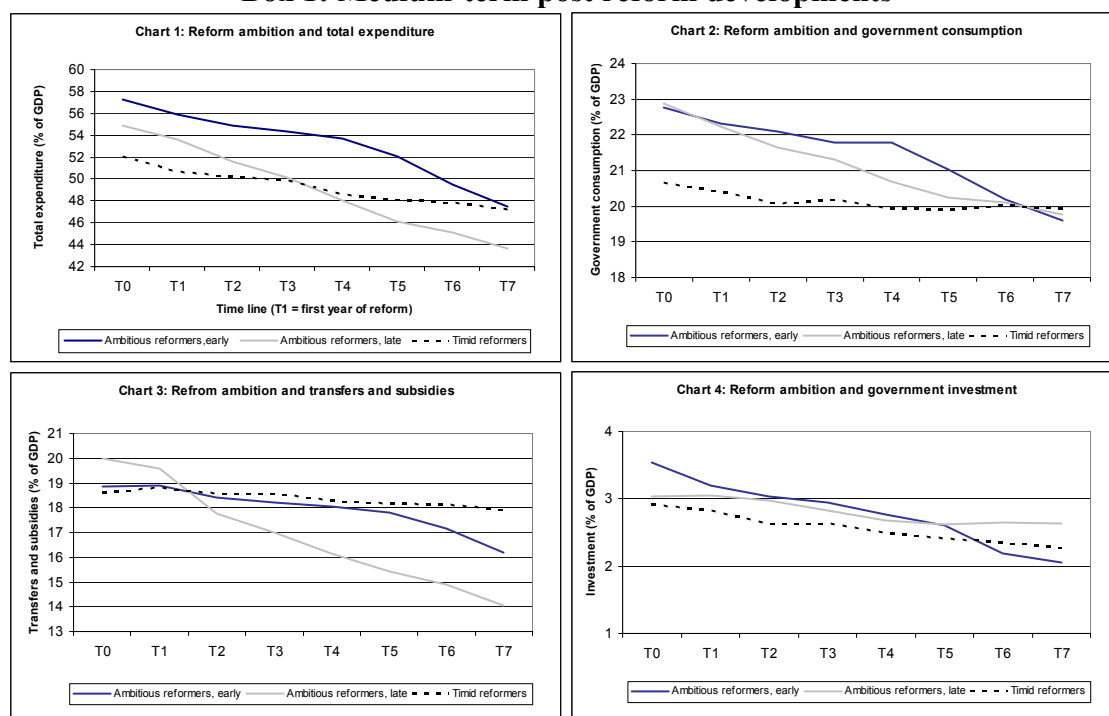 Box 1: Medium-term post reform developments
Chart 1: Reform ambition and total expenditure
Total expenditure (% of GDP)
60
58
56
54
52
50
48
46
44
42
T0 T1 T2 T3 T4 T5 T6 T7
Time line (T1 = first year of reform)
Ambitious reformers,early Ambitious reformers, late Timid reformers
Chart 2: Reform ambition and government consumption
Government consumption (% of GDP)
24
23
22
21
20
19
18
T0 T1 T2 T3 T4 T5 T6 T7
Ambitious reformers, early Ambitious reformers, late Timid reformers
Chart 3: Refrom ambition and transfers and subsidies
Transfers and subsidies (% of GDP)
21
20
19
18
17
16
15
14
13
T0 T1 T2 T3 T4 T5 T6 T7
Ambitious reformers, early Ambitious reformers, late Timid reformers
Chart 4: Reform ambition and government investment
Investment (% of GDP)
4
3
2
1
T0 T1 T2 T3 T4 T5 T6 T7
Ambitious reformers, early Ambitious reformers, late Timid reformers